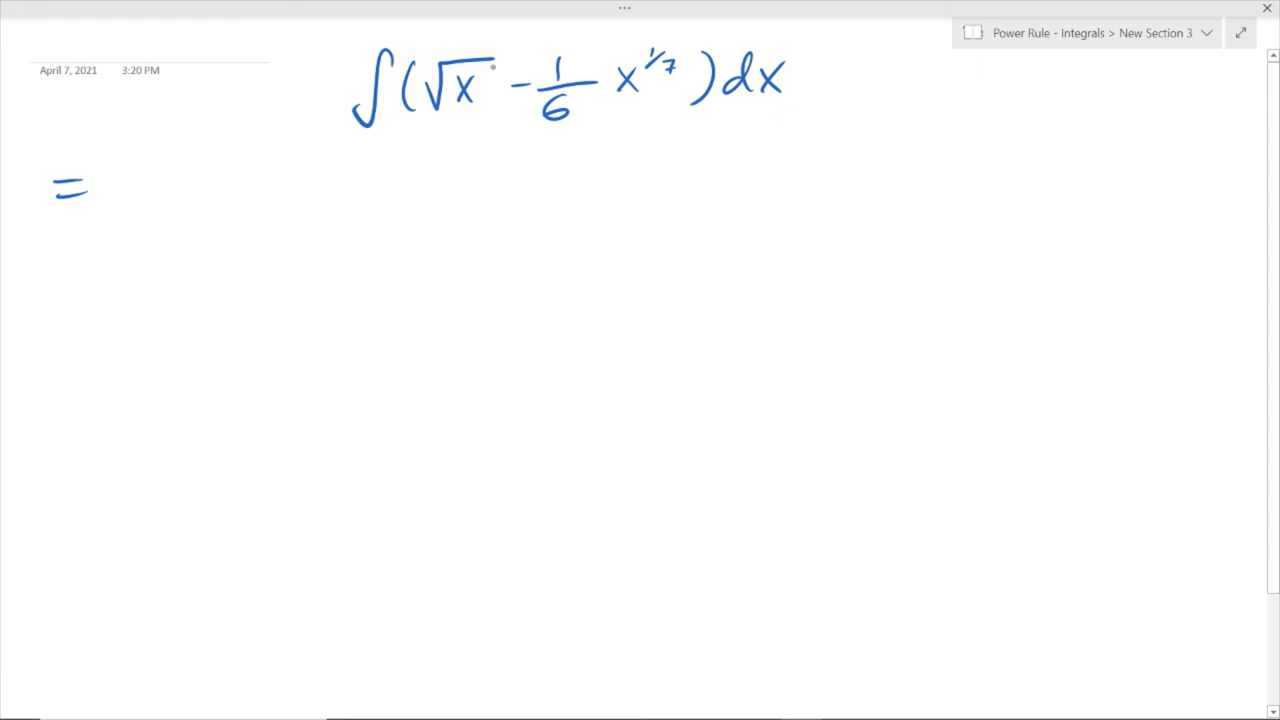 Power Rule - Integrals > New Section 3
April 7, 2021 3:20 PM
∫(√x - 1/6 x^(1/7))dx
=